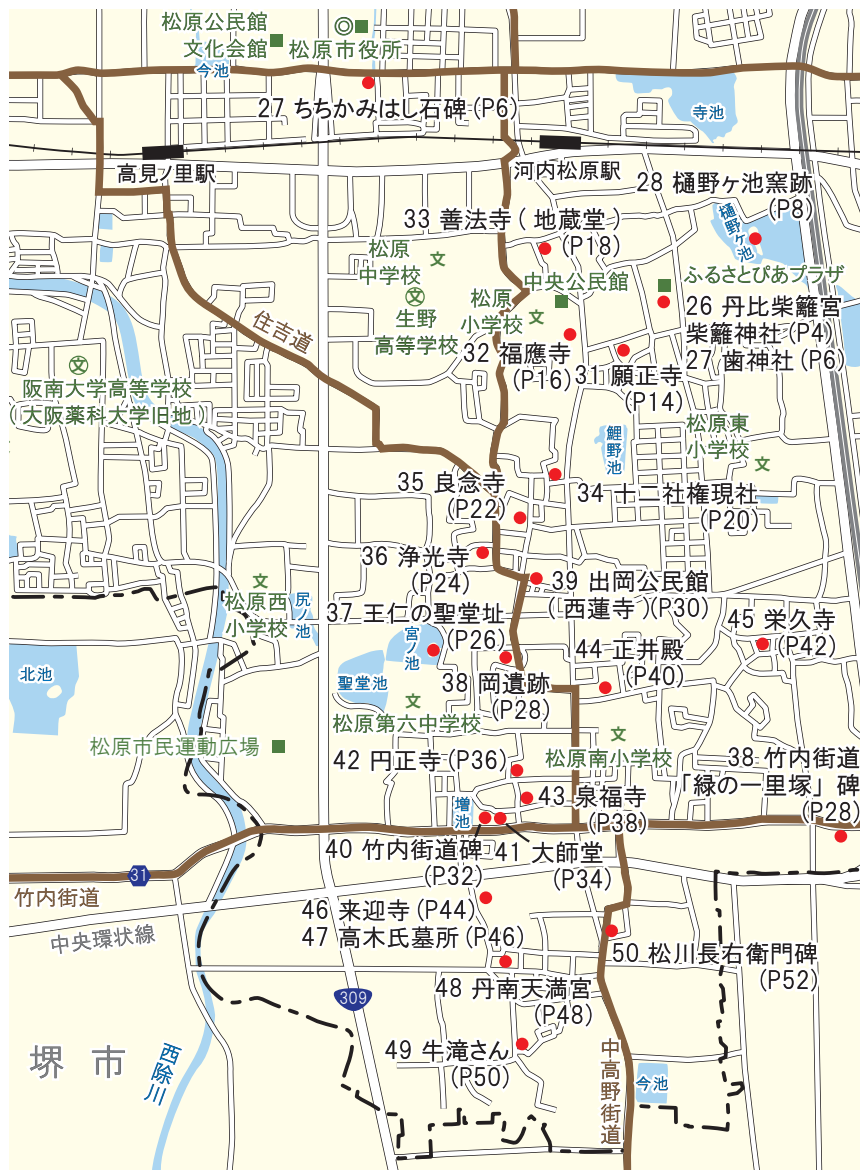 松原公民館
文化会館
松原市役所
今池
27 ちちかみはし石碑(P6)
寺池
高見ノ里駅
河内松原駅
28 樋野ヶ池窯跡
(P8)
樋野ヶ池
33 善法寺(地蔵堂)
(P18)
松原
中学校
文
中央公民館
ふるさとぴあプラザ
文
生野
高等学校
松原
小学校
文
26 丹比柴籬宮
柴籬神社(P4)
27 歯神社(P6)
住吉道
32 福應寺
(P16)
31 願正寺
(P14)
文
阪南大学高等学校
(大阪薬科大学旧地)
鯉野池
松原東
小学校
文
35 良念寺
(P22)
34 十二社権現社
(P20)
36 浄光寺
(P24)
39 出岡公民館
(西蓮寺)(P30)
文
松原西
小学校
尻ノ池
37 王仁の聖堂址
(P26)
宮ノ池
45 栄久寺
(P42)
44 正井殿
(P40)
北池
聖堂池
38 岡遺跡
(P28)
文
松原第六中学校
文
松原南小学校
松原市民運動広場
42 円正寺(P36)
38 竹内街道
「緑の一里塚」碑
(P28)
43 泉福寺
(P38)
増池
40 竹内街道碑
(P32)
41 大師堂
(P34)
31
竹内街道
中央環状線
46 来迎寺(P44)
47 高木氏墓所(P46)
50 松川長右衛門碑
(P52)
48 丹南天満宮
(P48)
309
49 牛滝さん
(P50)
堺市
西除川
中高野街道
今池